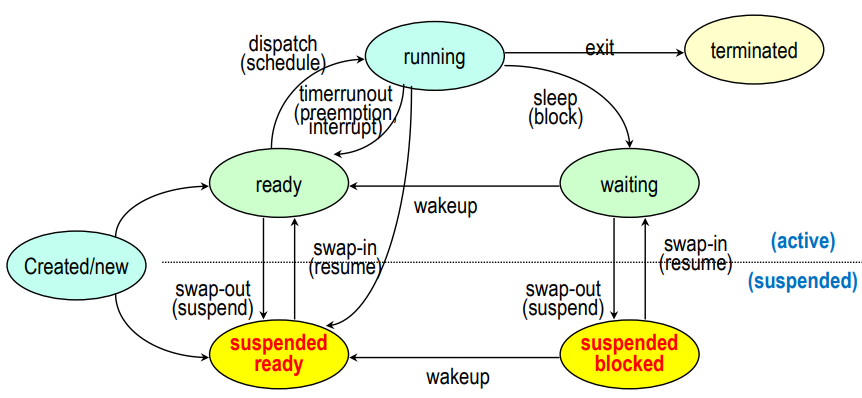 dispatch
(schedule)
running
exit
terminated
timerrunout
(preemption,
interrupt)
sleep
(block)
ready
waiting
wakeup
Created/new
swap-in
(resume)
swap-in
(resume)
(active)
(suspended)
swap-out
(suspend)
swap-out
(suspend)
suspended
ready
suspended
blocked
wakeup